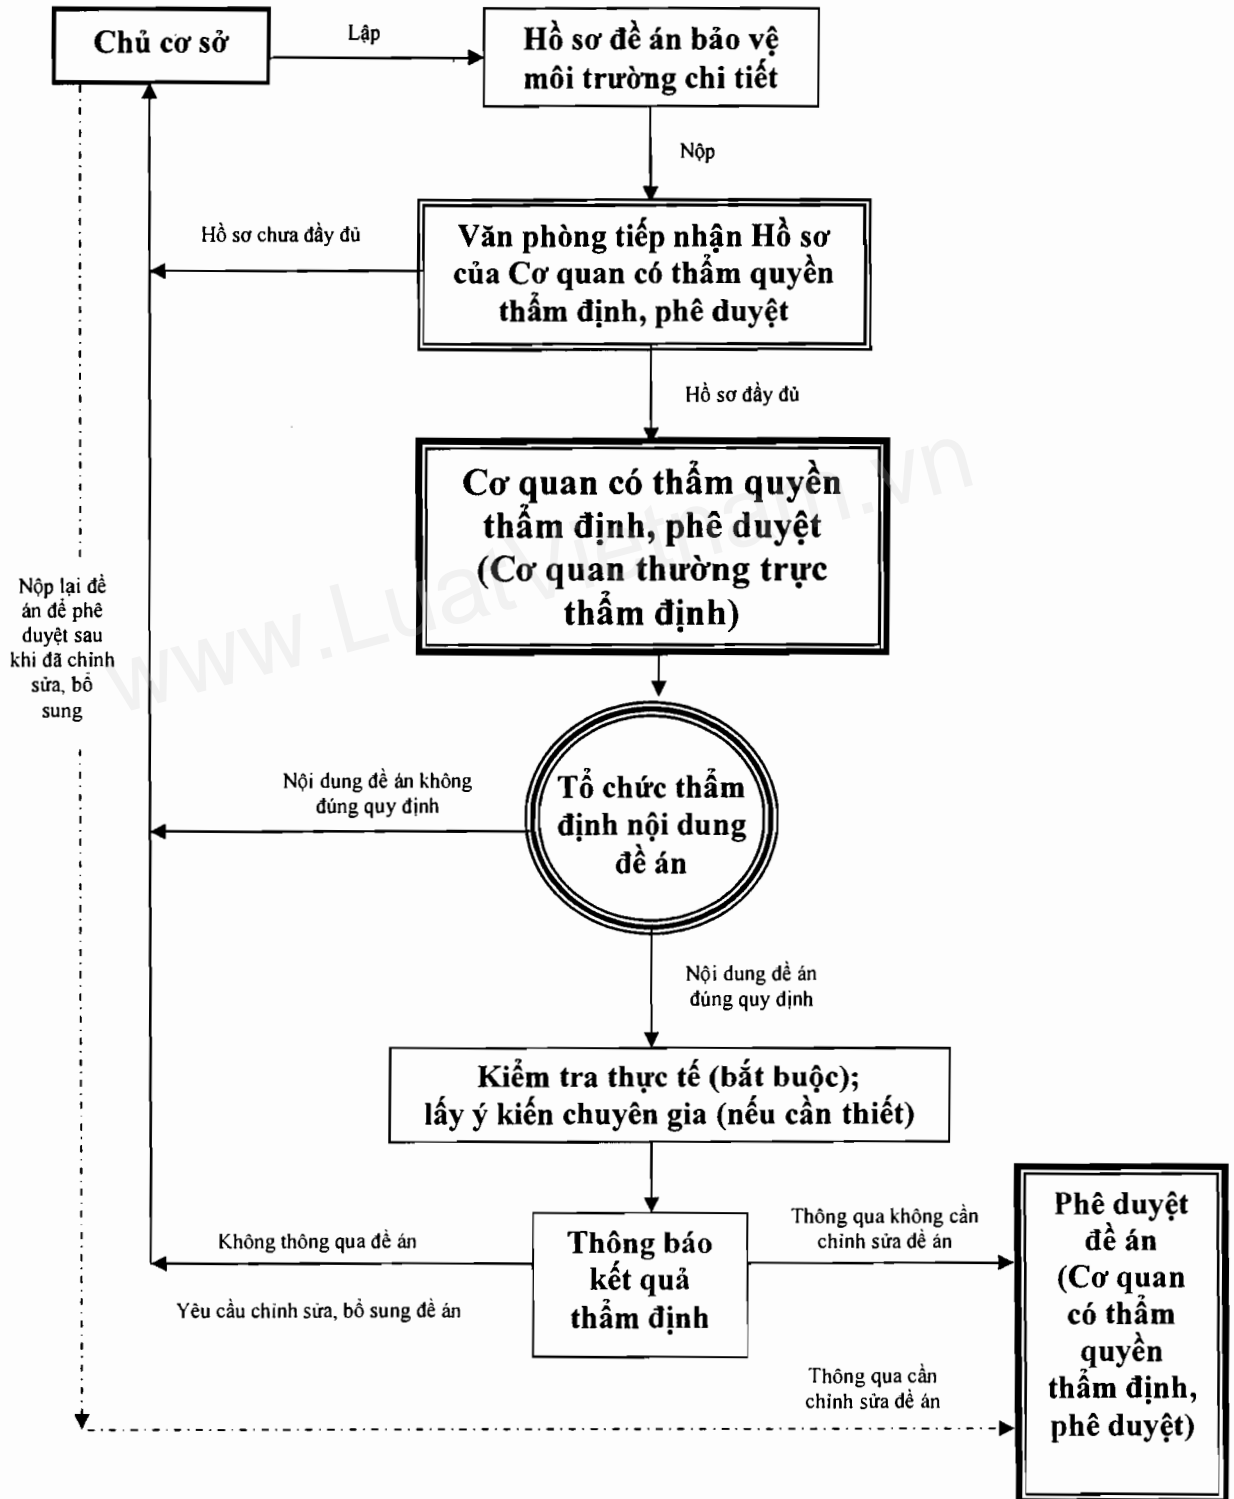 Chủ cơ sở
Lập
Hồ sơ đề án bảo vệ
môi trường chi tiết
Nộp
Hồ sơ chưa đầy đủ
Văn phòng tiếp nhận Hồ sơ
của Cơ quan có thẩm quyền
thẩm định, phê duyệt
Hồ sơ đầy đủ
Cơ quan có thẩm quyền
thẩm định, phê duyệt
(Cơ quan thường trực
thẩm định)
www.LuatVietnam.vn
Nộp lại đề
án để phê
duyệt sau
khi đã chỉnh
sửa, bổ
sung
Nội dung đề án không
đúng quy định
Tổ chức thẩm
định nội dung
đề án
Nội dung đề án
đúng quy định
Kiểm tra thực tế (bắt buộc);
lấy ý kiến chuyên gia (nếu cần thiết)
Không thông qua đề án
Yêu cầu chỉnh sửa, bổ sung đề án
Thông báo
kết quả
thẩm định
Thông qua không cần
chỉnh sửa đề án
Thông qua cần
chỉnh sửa đề án
Phê duyệt
đề án
(Cơ quan
có thẩm
quyền
thẩm định,
phê duyệt)